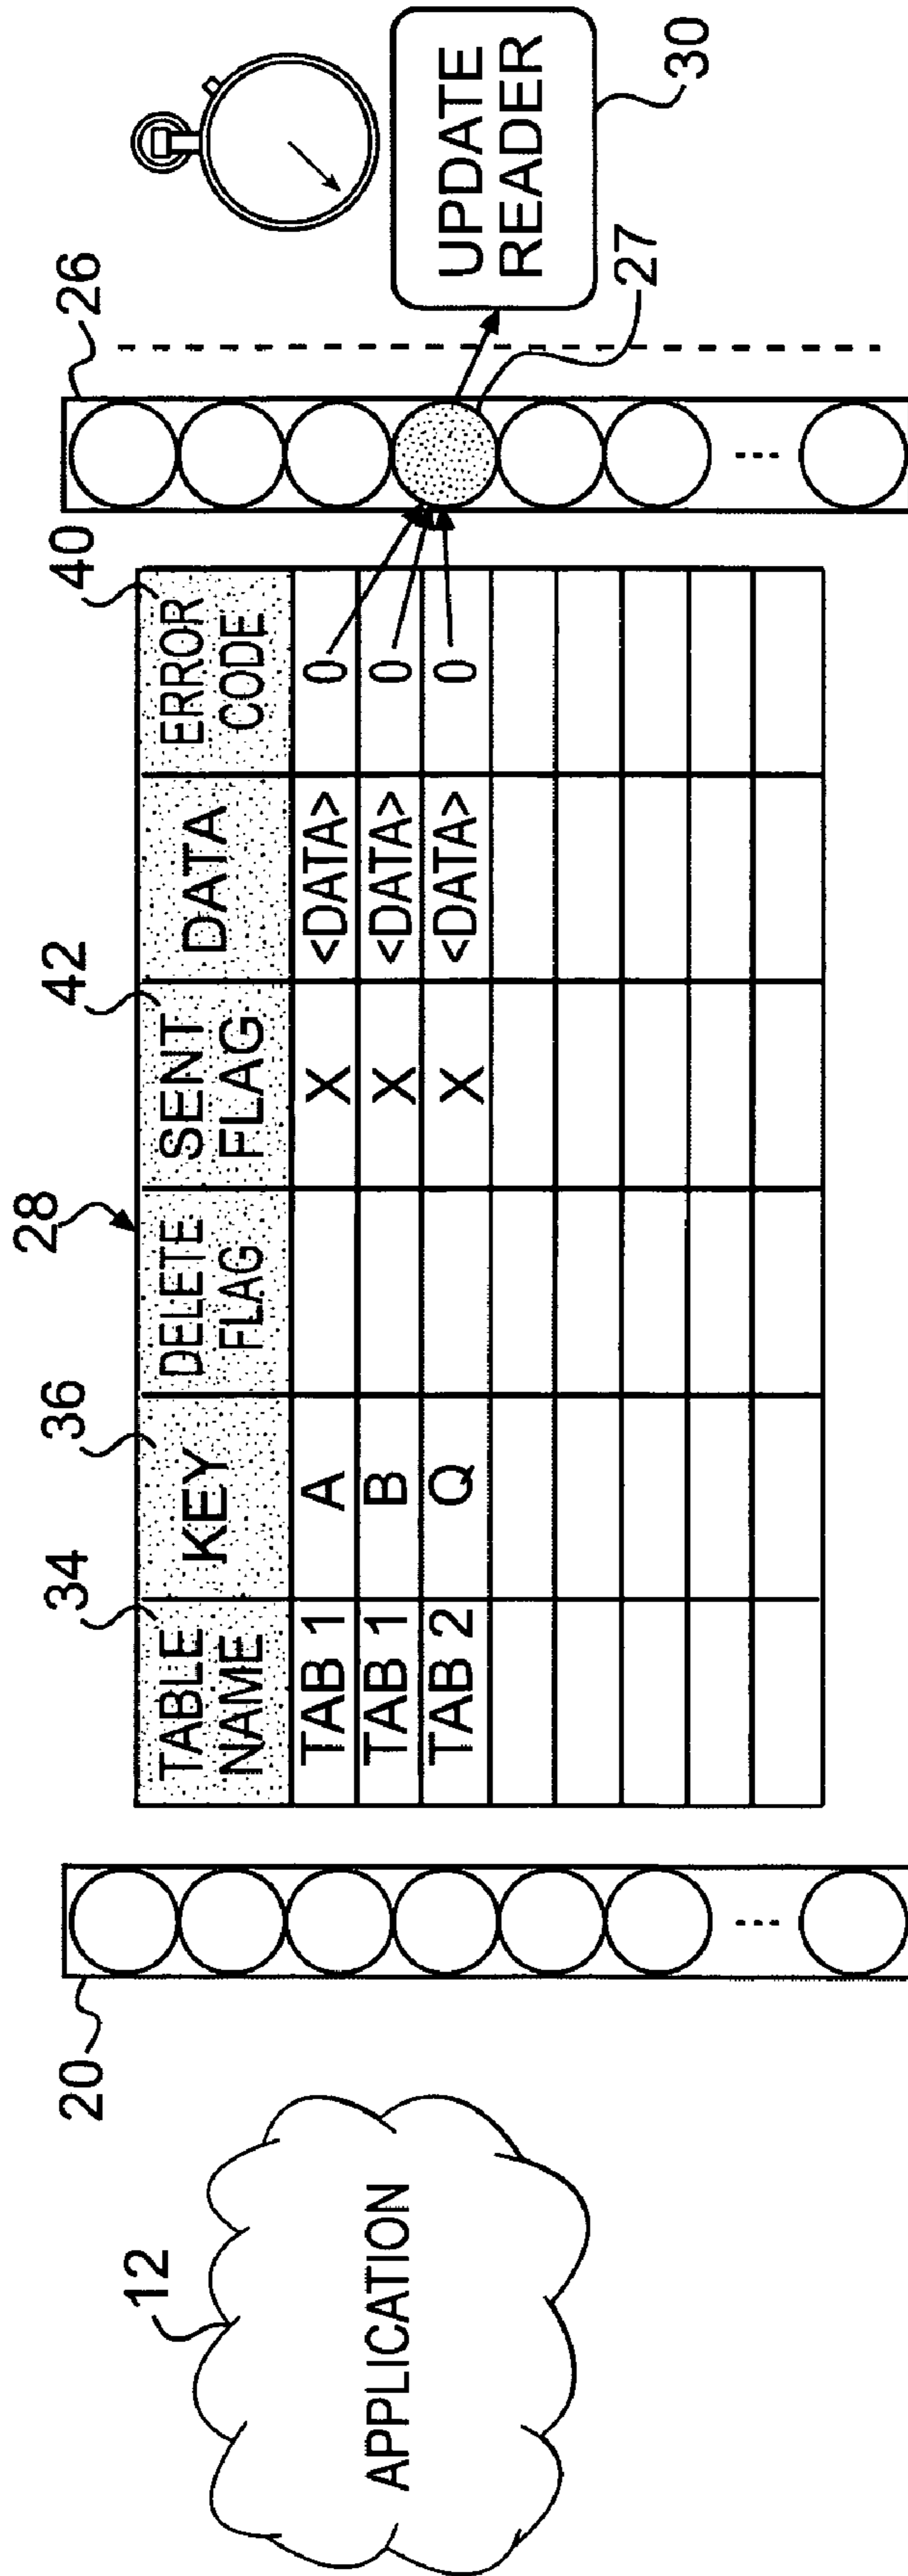 12
APPLICATION
20
28
34
36
42
40
26
TABLE NAME KEY DELETE FLAG SENT FLAG DATA ERROR CODE
TAB 1 A X <DATA> 0
TAB 1 B X <DATA> 0
TAB 2 Q X <DATA> 0
...
...
UPDATE
READER
30
27